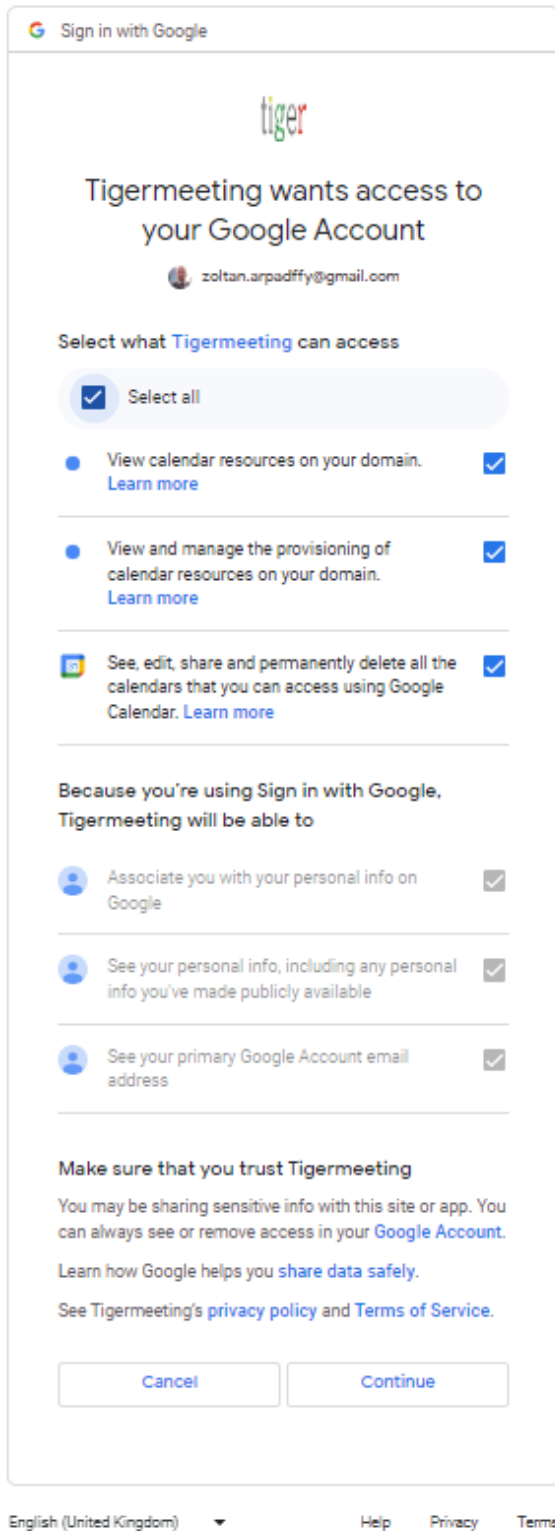 Sign in with Google
tiger
Tigermeeting wants access to
your Google Account
zoltan.arpadffy@gmail.com
Select what Tigermeeting can access
Select all
View calendar resources on your domain.
Learn more
View and manage the provisioning of
calendar resources on your domain.
Learn more
See, edit, share and permanently delete all the
calendars that you can access using Google
Calendar. Learn more
Because you're using Sign in with Google,
Tigermeeting will be able to
Associate you with your personal info on
Google
See your personal info, including any personal
info you've made publicly available
See your primary Google Account email
address
Make sure that you trust Tigermeeting
You may be sharing sensitive info with this site or app. You
can always see or remove access in your Google Account.
Learn how Google helps you share data safely.
See Tigermeeting's privacy policy and Terms of Service.
Cancel Continue
English (United Kingdom) Help Privacy Terms